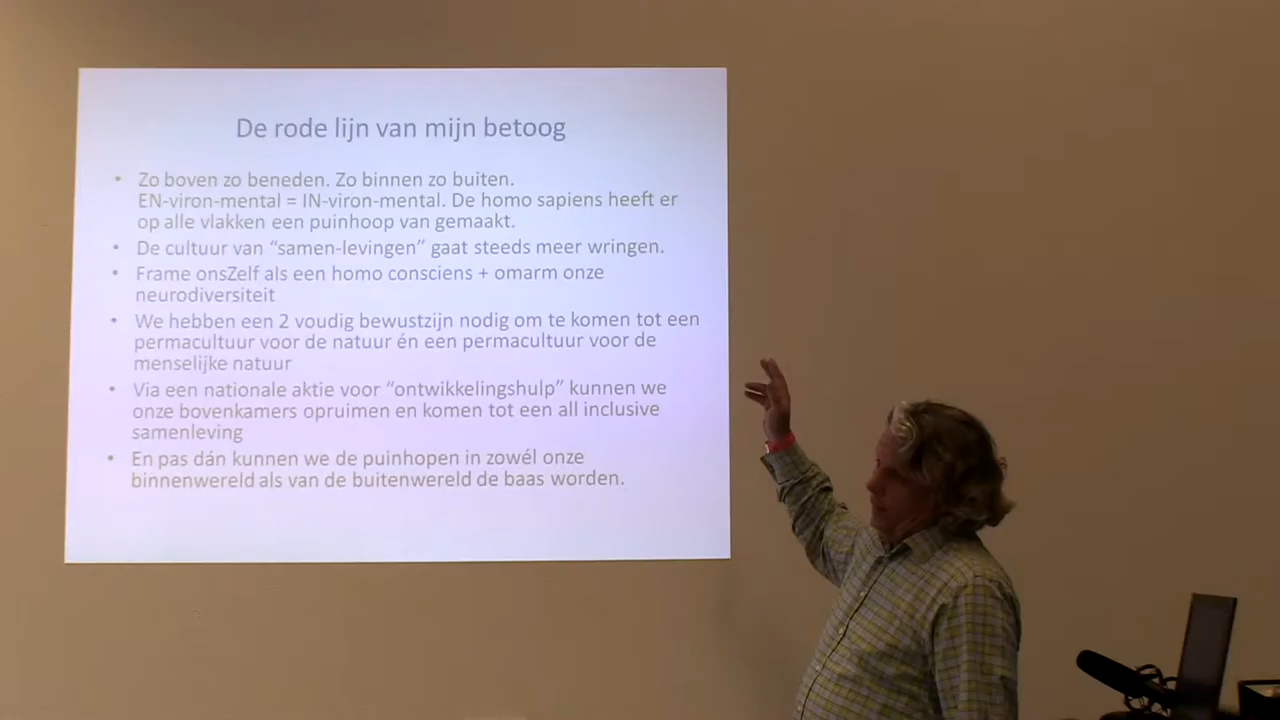 De rode lijn van mijn betoog
• Zo boven zo beneden. Zo binnen zo buiten.
EN-viron-mental = IN-viron-mental. De homo sapiens heeft er
op alle vlakken een puinhoop van gemaakt.
• De cultuur van “samen-levingen” gaat steeds meer wringen.
• Frame onsZelf als een homo consciens + omarm onze
neurodiversiteit
• We hebben een 2 voudig bewustzijn nodig om te komen tot een
permacultuur voor de natuur én een permacultuur voor de
menselijke natuur
• Via een nationale aktie voor “ontwikkelingshulp” kunnen we
onze bovenkamers opruimen en komen tot een all inclusive
samenleving
• En pas dán kunnen we de puinhopen in zowél onze
binnenwereld als van de buitenwereld de baas worden.